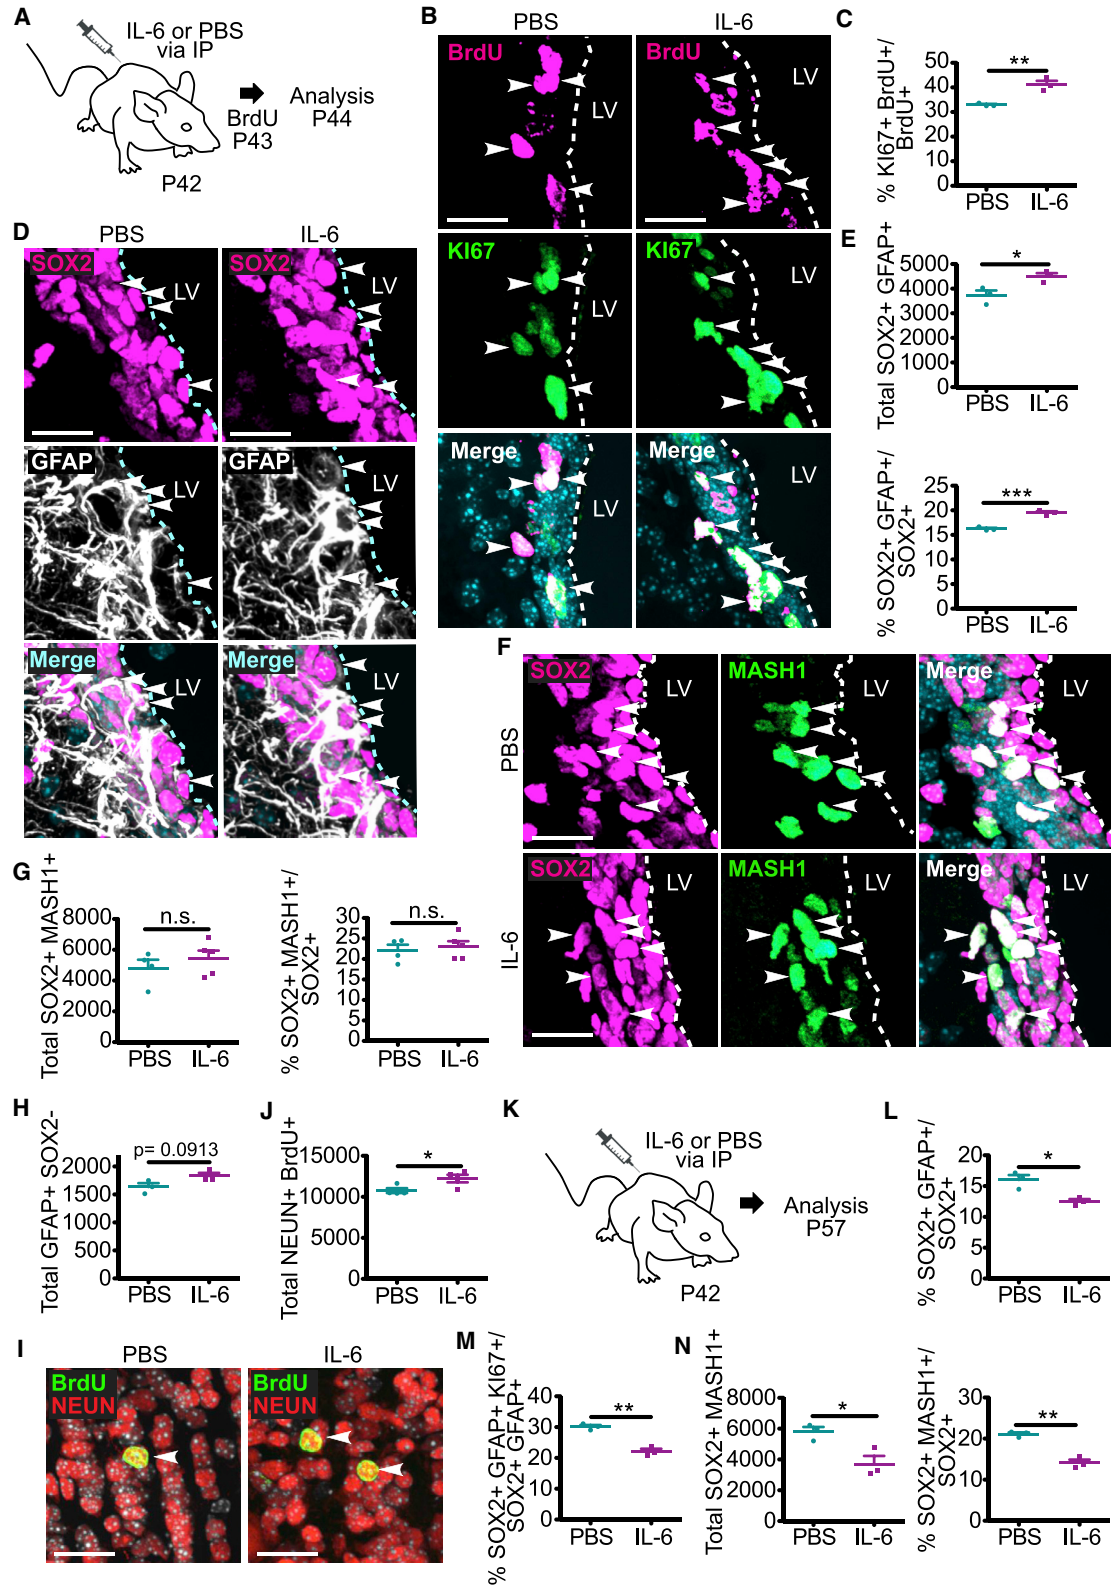 A
IL-6 or PBS
via IP
BrdU
P43
Analysis
P44
P42
B
PBS
IL-6
BrdU
LV
BrdU
LV
KI67
LV
KI67
LV
Merge
LV
Merge
LV
C
% KI67+ BrdU+/
BrdU+
50
40
30
20
10
0
**
PBS
IL-6
D
PBS
IL-6
SOX2
LV
SOX2
LV
GFAP
LV
GFAP
LV
Merge
LV
Merge
LV
E
Total SOX2+ GFAP+
5000
4000
3000
2000
1000
0
*
PBS
IL-6
% SOX2+ GFAP+/
SOX2+
25
20
15
10
5
0
***
PBS
IL-6
F
PBS
SOX2
LV
MASH1
LV
Merge
LV
IL-6
SOX2
LV
MASH1
LV
Merge
LV
G
Total SOX2+ MASH1+
8000
6000
4000
2000
0
n.s.
PBS
IL-6
% SOX2+ MASH1+/
SOX2+
30
25
20
15
10
5
0
n.s.
PBS
IL-6
H
Total GFAP+ SOX2-
2000
1500
1000
500
0
p= 0.0913
PBS
IL-6
J
Total NEUN+ BrdU+
15000
10000
5000
0
*
PBS
IL-6
K
IL-6 or PBS
via IP
Analysis
P57
P42
L
% SOX2+ GFAP+/
SOX2+
20
15
10
5
0
*
PBS
IL-6
I
PBS
IL-6
BrdU
NEUN
BrdU
NEUN
M
% SOX2+ GFAP+ KI67+/
SOX2+ GFAP+
40
30
20
10
0
**
PBS
IL-6
N
Total SOX2+ MASH1+
8000
6000
4000
2000
0
*
PBS
IL-6
% SOX2+ MASH1+/
SOX2+
30
20
10
0
**
PBS
IL-6